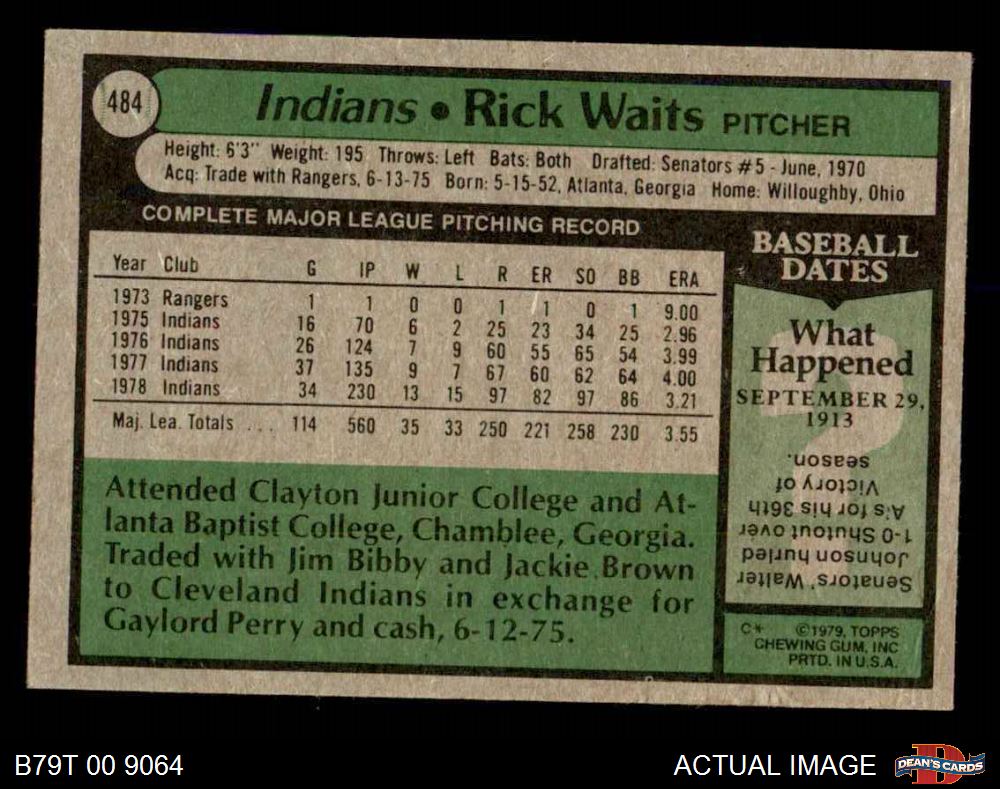 484
Indians • Rick Waits PITCHER
Height: 6'3" Weight: 195 Throws: Left Bats: Both Drafted: Senators #5 - June, 1970
Acq: Trade with Rangers, 6-13-75 Born: 5-15-52, Atlanta, Georgia Home: Willoughby, Ohio
COMPLETE MAJOR LEAGUE PITCHING RECORD
Year Club G IP W L R ER SO BB ERA
1973 Rangers 1 1 0 0 1 1 0 1 9.00
1975 Indians 16 70 6 2 25 23 34 25 2.96
1976 Indians 26 124 7 9 60 55 65 54 3.99
1977 Indians 37 135 9 7 67 60 62 64 4.00
1978 Indians 34 230 13 15 97 82 97 86 3.21
Maj. Lea. Totals ... 114 560 35 33 250 221 258 230 3.55
Attended Clayton Junior College and At-
lanta Baptist College, Chamblee, Georgia.
Traded with Jim Bibby and Jackie Brown
to Cleveland Indians in exchange for
Gaylord Perry and cash, 6-12-75.
BASEBALL
DATES
What
Happened
SEPTEMBER 29,
1913
Senators' Walter
Johnson hurled
1-0 Shutout over
A's for his 36th
Victory of
season.
C* ©1979, TOPPS
CHEWING GUM, INC
PRTD. IN U.S.A.
B79T 00 9064
ACTUAL IMAGE
DEAN'S CARDS